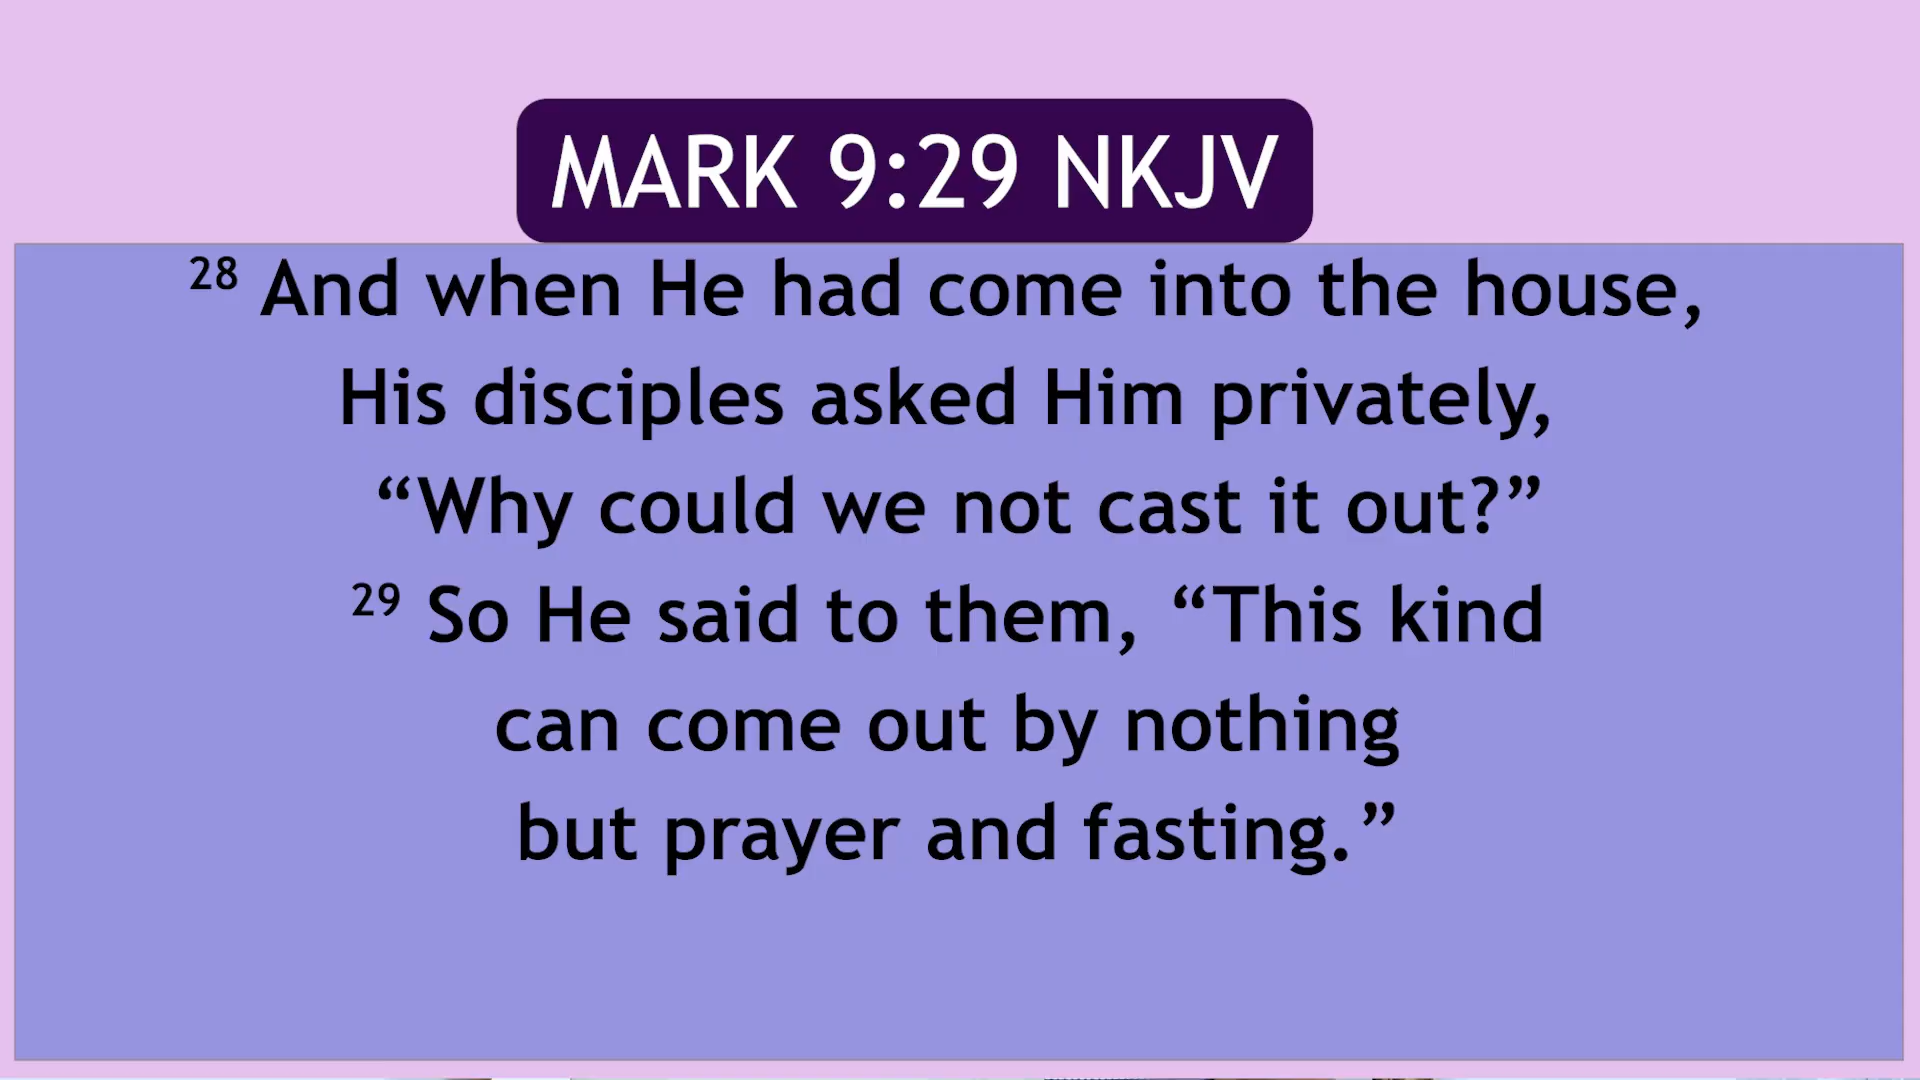 MARK 9:29 NKJV
28 And when He had come into the house,
His disciples asked Him privately,
“Why could we not cast it out?”
29 So He said to them, “This kind
can come out by nothing
but prayer and fasting.”